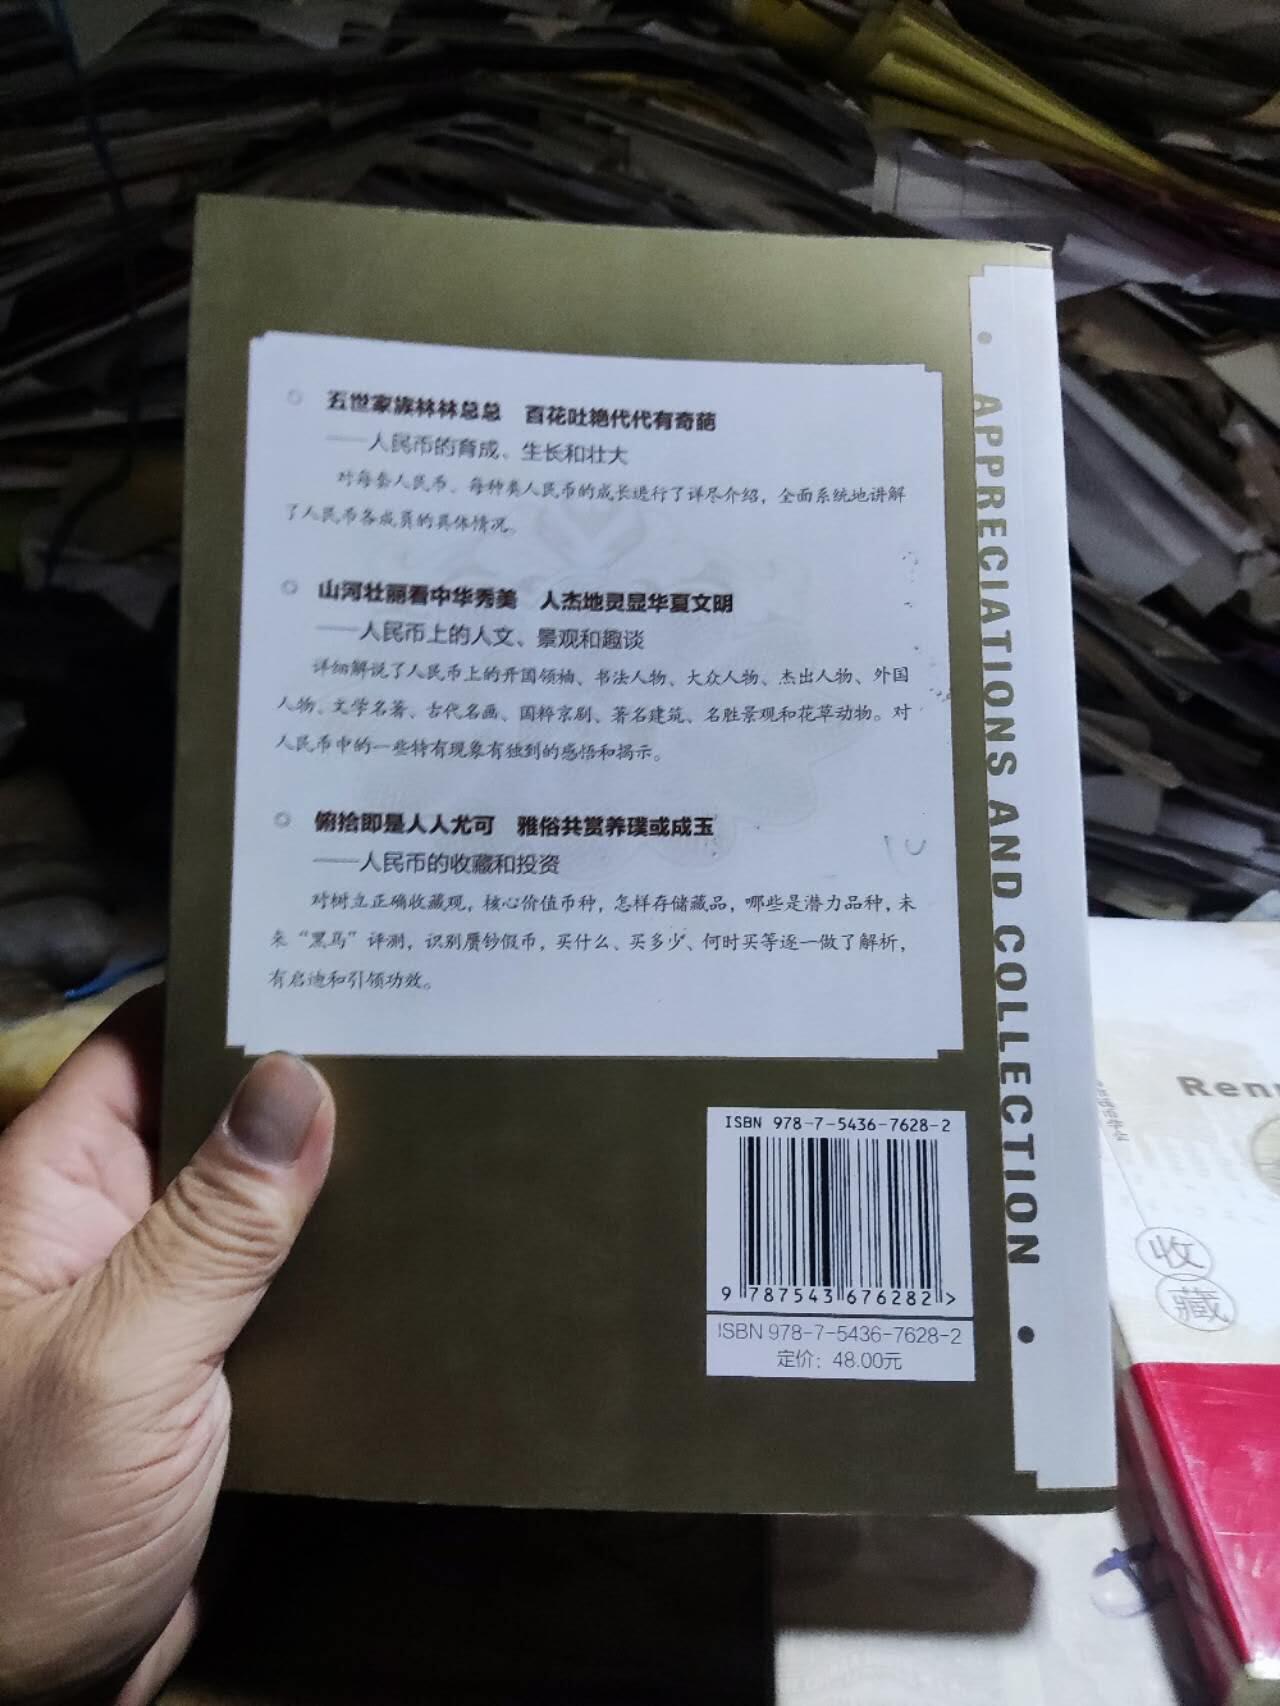 五世家族林林总总 百花吐艳代代有奇葩
——人民币的育成、生长和壮大
对每套人民币、每种类人民币的成长进行了详尽介绍，全面系统地讲解
了人民币各成员的具体情况。
山河壮丽看中华秀美 人杰地灵显华夏文明
——人民币上的人文、景观和趣谈
详细解说了人民币上的开国领袖、书法人物、大众人物、杰出人物、外国
人物、文学名著、古代名画、国粹京剧、著名建筑、名胜景观和花草动物。对
人民币中的一些特有现象有独到的感悟和揭示。
俯拾即是人人尤可 雅俗共赏养璞或成玉
——人民币的收藏和投资
对树立正确收藏观，核心价值币种，怎样存储藏品，哪些是潜力品种，未
来“黑马”评测，识别赝钞假币，买什么、买多少、何时买等逐一做了解析，
有启迪和引领功效。
ISBN 978-7-5436-7628-2
9 787543 676282 >
ISBN 978-7-5436-7628-2
定价：48.00元
APPRECIATIONS AND COLLECTION
Ren
收
藏